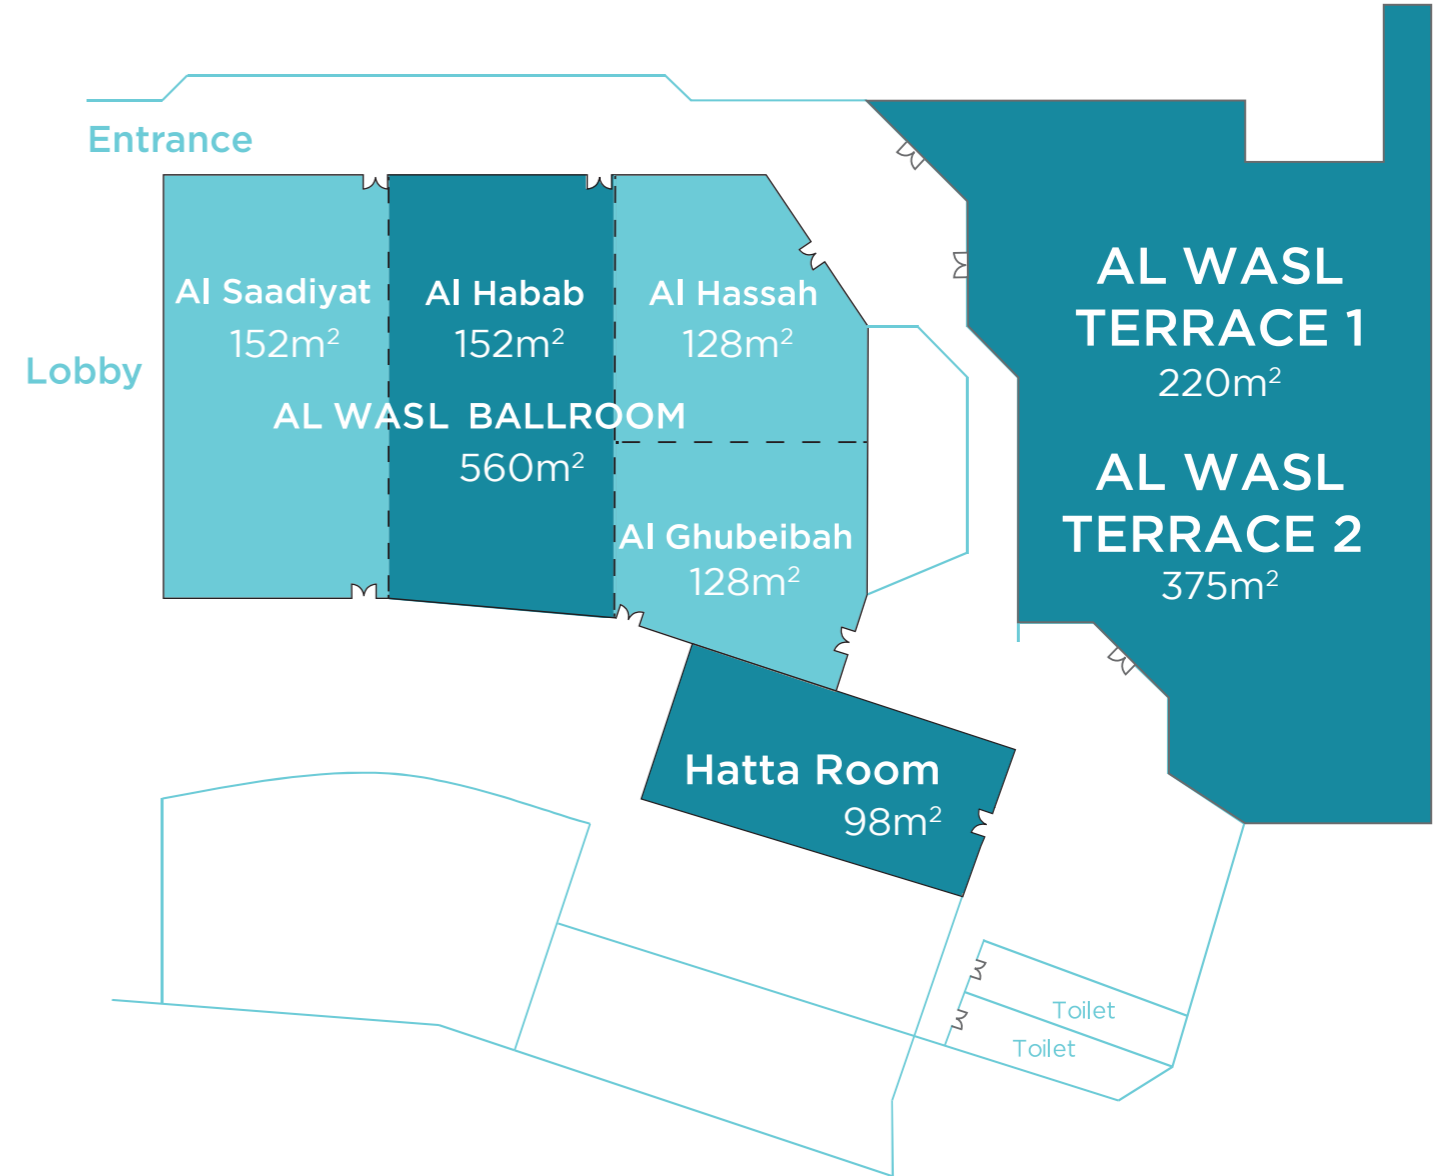 Entrance
Lobby
Al Saadiyat
152m²
Al Habab
152m²
Al Hassah
128m²
AL WASL BALLROOM
560m²
Al Ghubeibah
128m²
AL WASL
TERRACE 1
220m²
AL WASL
TERRACE 2
375m²
Hatta Room
98m²
Toilet
Toilet